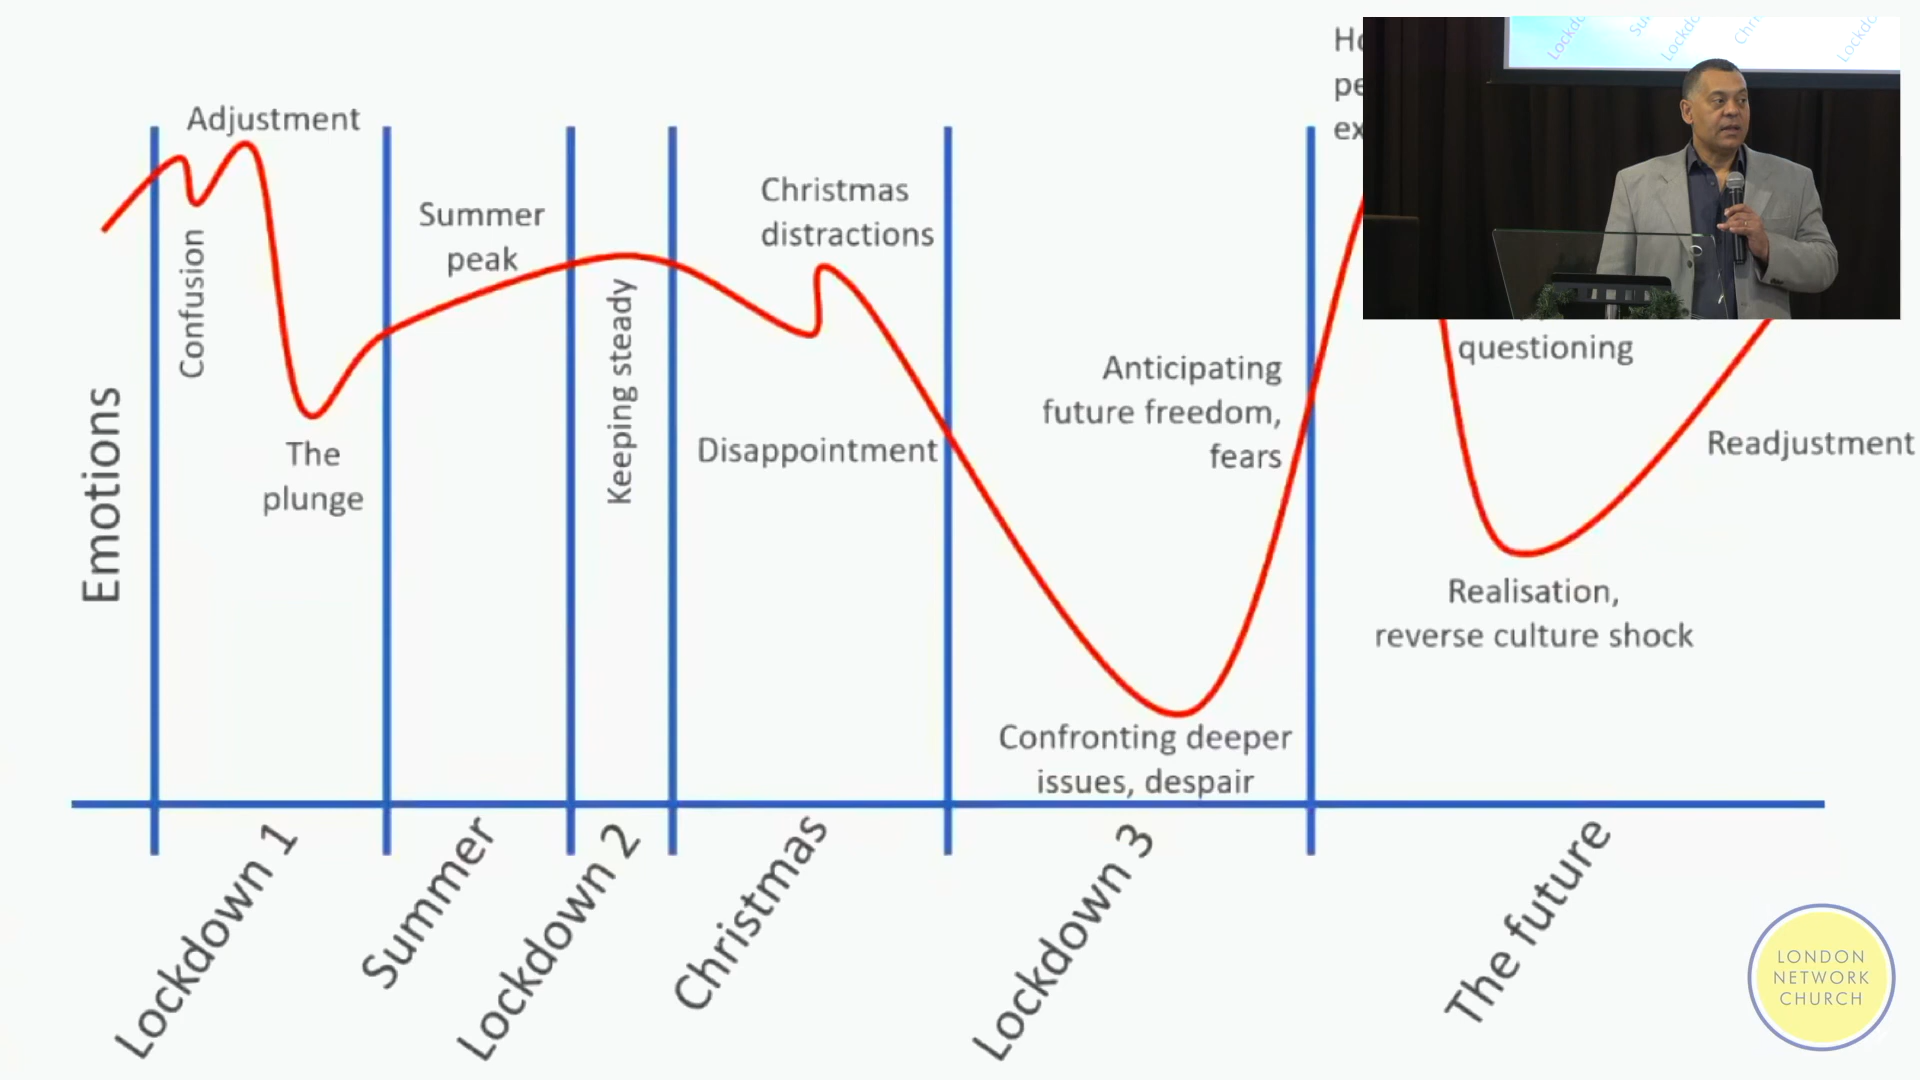 Adjustment
Confusion
The
plunge
Summer
peak
Keeping steady
Christmas
distractions
Disappointment
Anticipating
future freedom,
fears
Confronting deeper
issues, despair
questioning
Realisation,
reverse culture shock
Readjustment
Emotions
Lockdown 1
Summer
Lockdown 2
Christmas
Lockdown 3
The future
LONDON
NETWORK
CHURCH